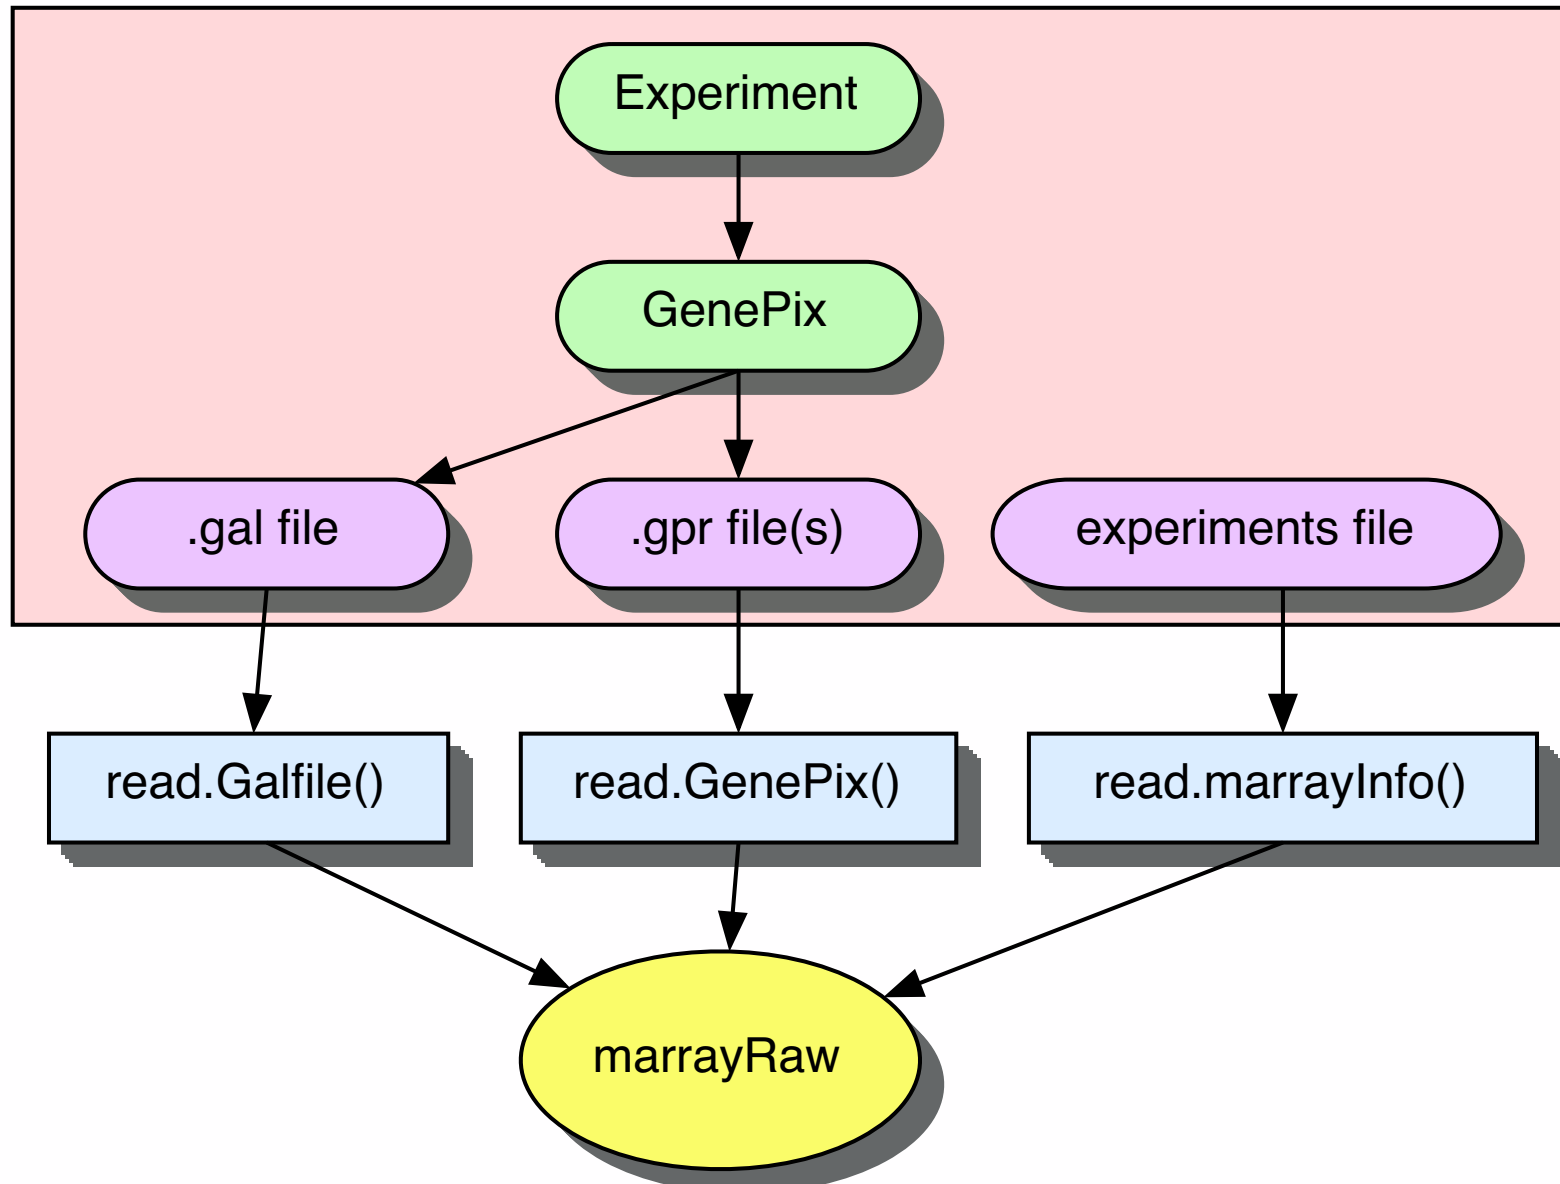 Experiment
GenePix
.gal file
.gpr file(s)
experiments file
read.Galfile()
read.GenePix()
read.marrayInfo()
marrayRaw